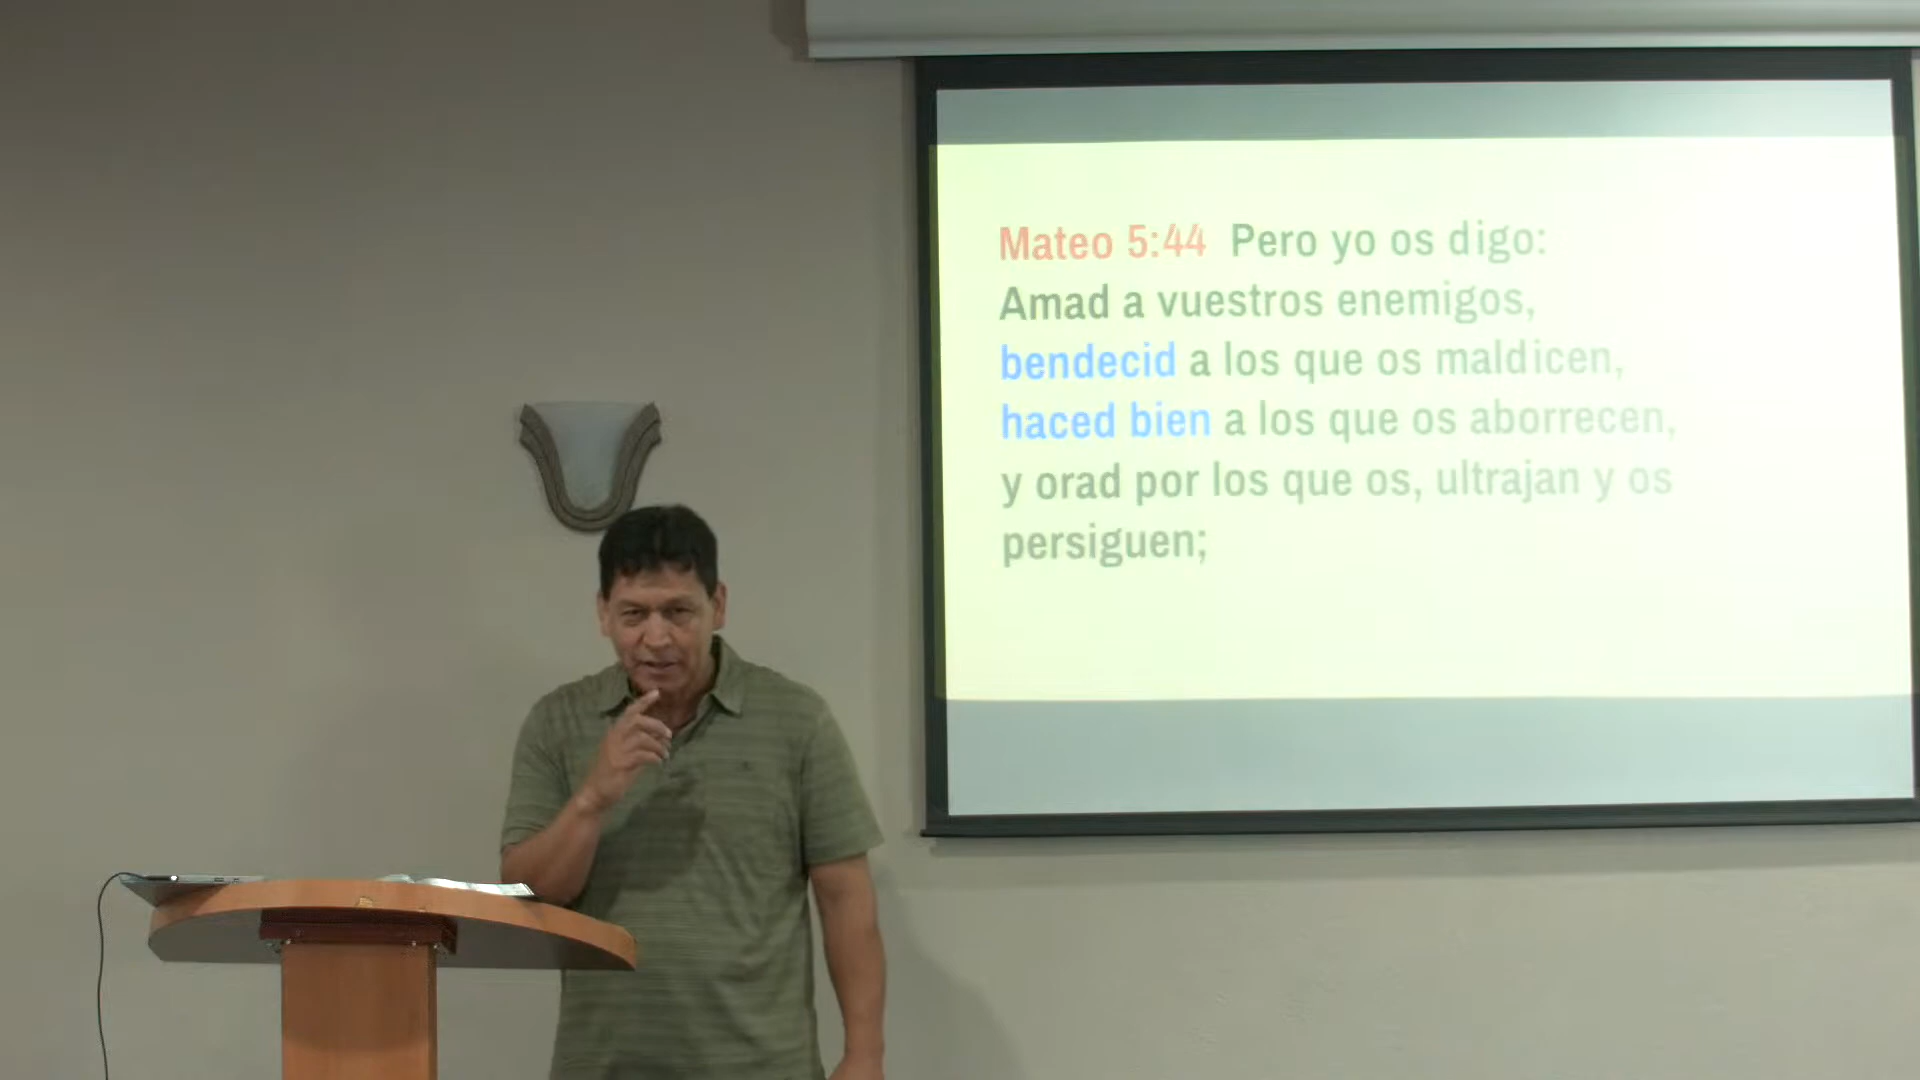 Mateo 5:44 Pero yo os digo:
Amad a vuestros enemigos,
bendecid a los que os maldicen,
haced bien a los que os aborrecen,
y orad por los que os, ultrajan y os
persiguen;